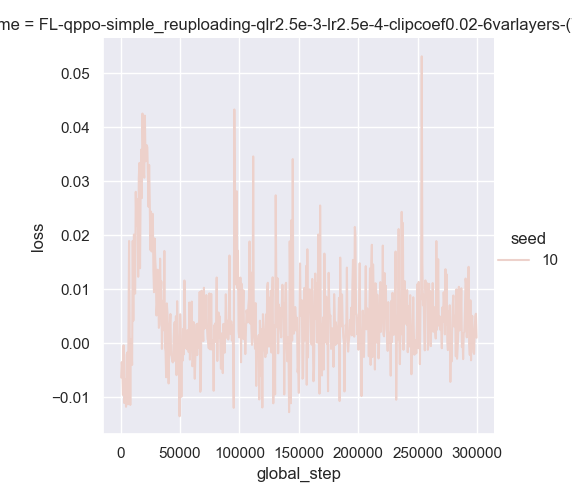 me = FL-qppo-simple_reuploading-qlr2.5e-3-lr2.5e-4-clipcoef0.02-6varlayers-(
0.05
0.04
0.03
0.02
0.01
0.00
−0.01
loss
0 50000 100000 150000 200000 250000 300000
global_step
seed
10